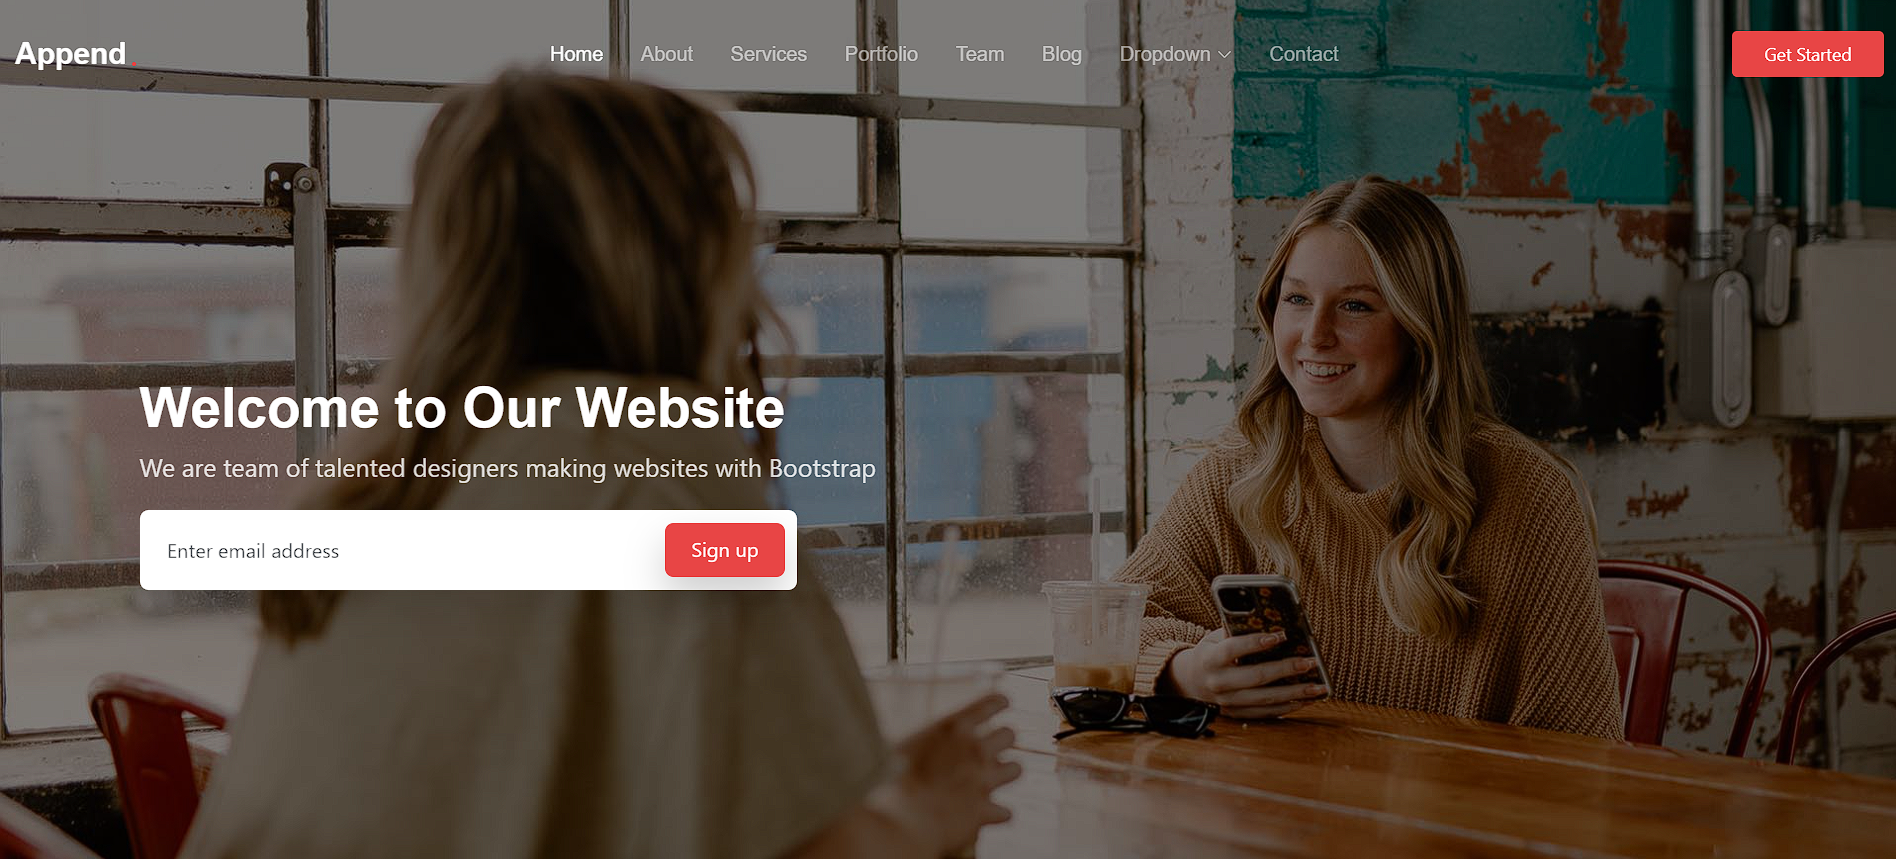 Append.
Home About Services Portfolio Team Blog Dropdown Contact
Get Started
Welcome to Our Website
We are team of talented designers making websites with Bootstrap
Enter email address
Sign up